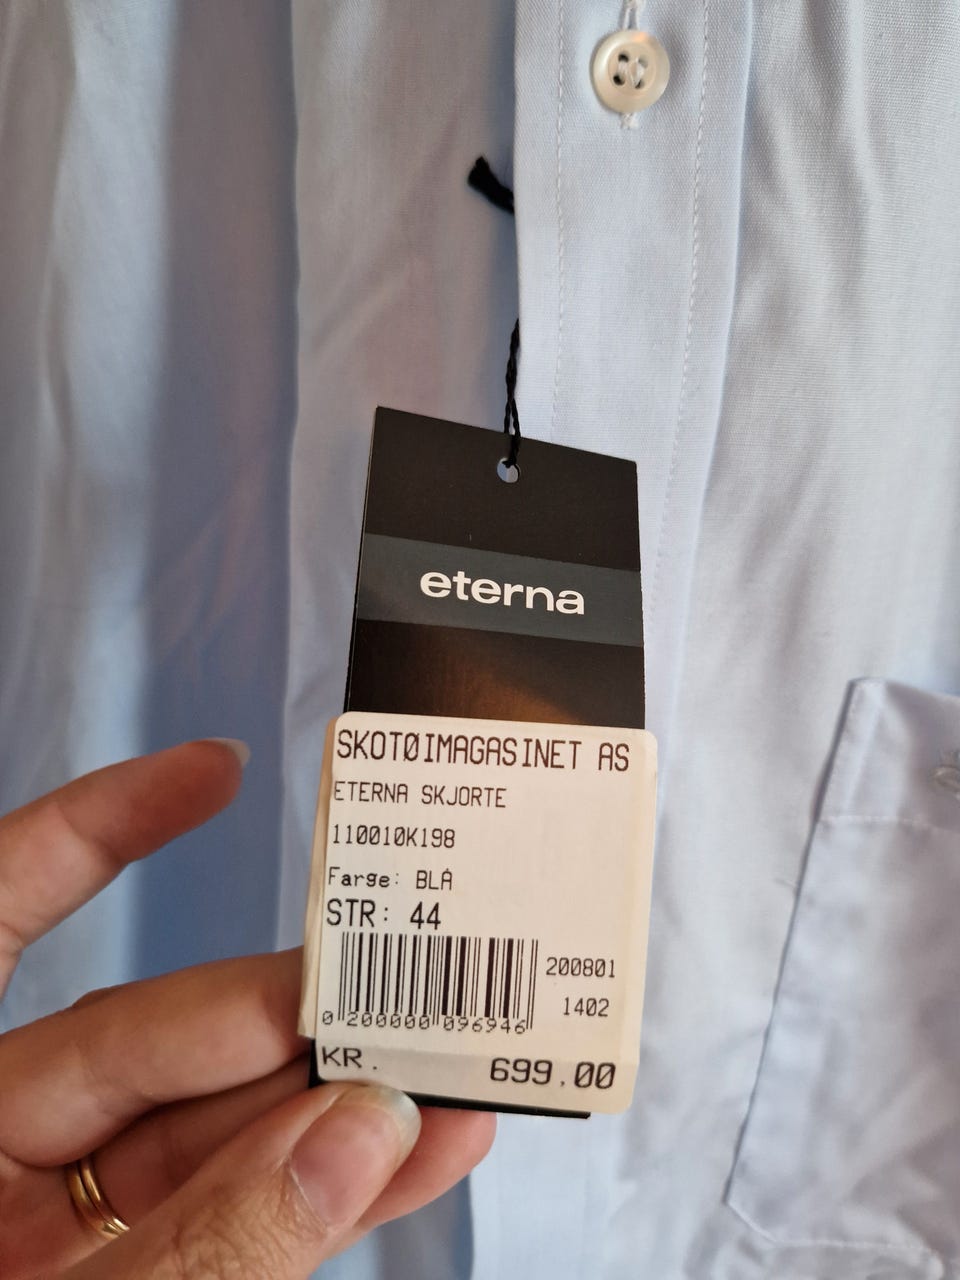 eterna
SKOTØIMAGASINET AS
ETERNA SKJORTE
110010K198
Farge: BLÅ
STR: 44
200801
1402
0 200000 096946
KR. 699.00